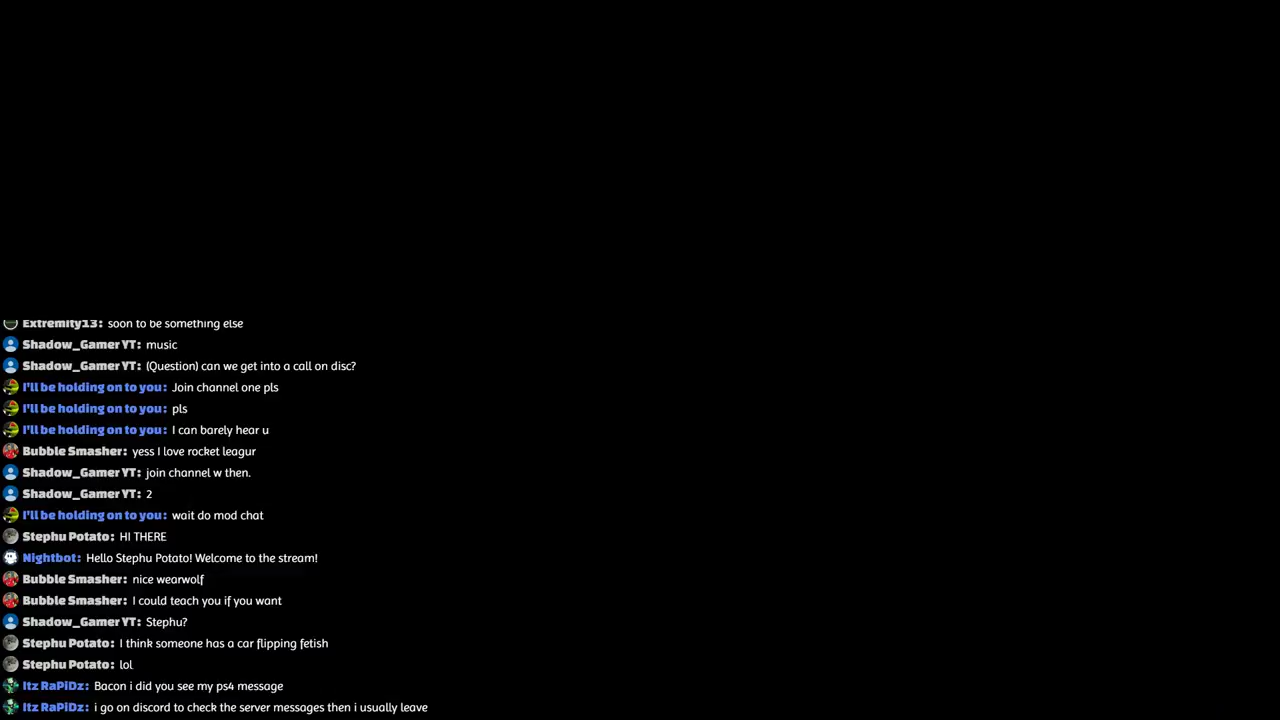 Extremity13: soon to be something else
Shadow_Gamer YT: music
Shadow_Gamer YT: (Question) can we get into a call on disc?
I'll be holding on to you: Join channel one pls
I'll be holding on to you: pls
I'll be holding on to you: I can barely hear u
Bubble Smasher: yess I love rocket leagur
Shadow_Gamer YT: join channel w then.
Shadow_Gamer YT: 2
I'll be holding on to you: wait do mod chat
Stephu Potato: HI THERE
Nightbot: Hello Stephu Potato! Welcome to the stream!
Bubble Smasher: nice wearwolf
Bubble Smasher: I could teach you if you want
Shadow_Gamer YT: Stephu?
Stephu Potato: I think someone has a car flipping fetish
Stephu Potato: lol
Itz RaPiDz: Bacon i did you see my ps4 message
Itz RaPiDz: i go on discord to check the server messages then i usually leave